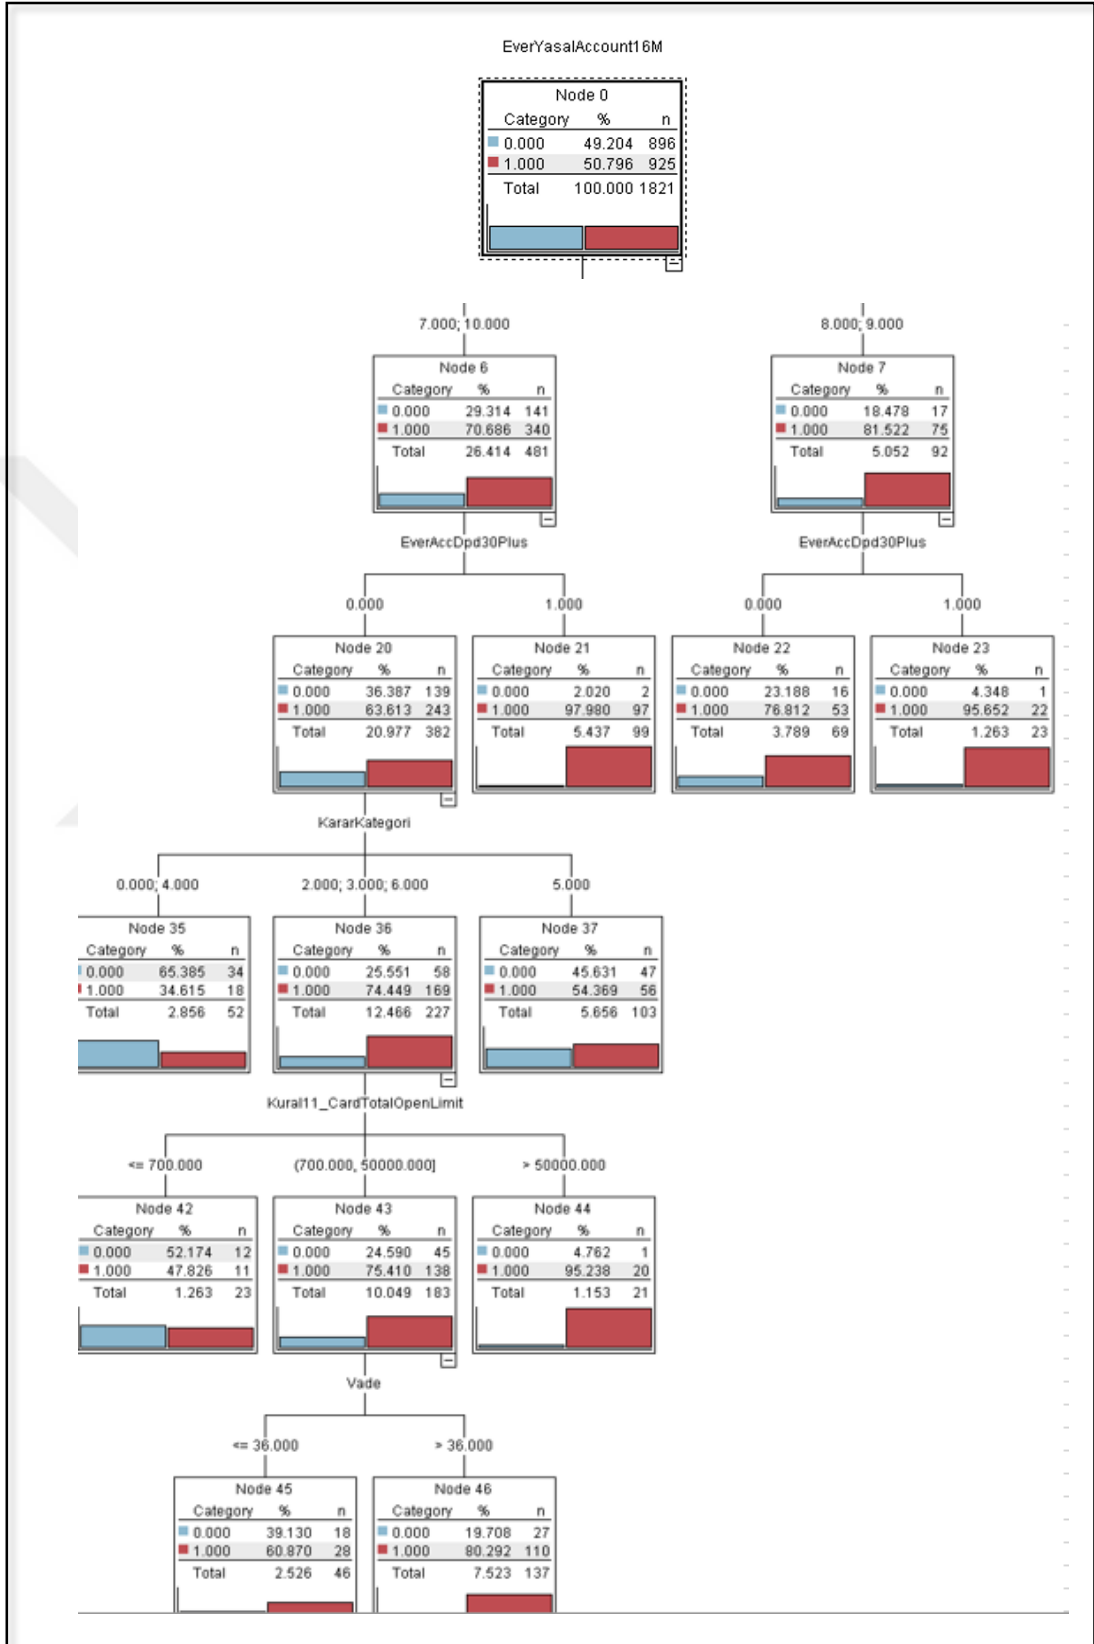 EverYasalAccount16M
Node 0
Category % n
0.000 49.204 896
1.000 50.796 925
Total 100.000 1821
7.000; 10.000 8.000; 9.000
Node 6
Category % n
0.000 29.314 141
1.000 70.686 340
Total 26.414 481
Node 7
Category % n
0.000 18.478 17
1.000 81.522 75
Total 5.052 92
EverAccDpd30Plus EverAccDpd30Plus
0.000 1.000 0.000 1.000
Node 20
Category % n
0.000 36.387 139
1.000 63.613 243
Total 20.977 382
Node 21
Category % n
0.000 2.020 2
1.000 97.980 97
Total 5.437 99
Node 22
Category % n
0.000 23.188 16
1.000 76.812 53
Total 3.789 69
Node 23
Category % n
0.000 4.348 1
1.000 95.652 22
Total 1.263 23
KararKategori
0.000; 4.000 2.000; 3.000; 6.000 5.000
Node 35
Category % n
0.000 65.385 34
1.000 34.615 18
Total 2.856 52
Node 36
Category % n
0.000 25.551 58
1.000 74.449 169
Total 12.466 227
Node 37
Category % n
0.000 45.631 47
1.000 54.369 56
Total 5.656 103
Kural11_CardTotalOpenLimit
<= 700.000 (700.000, 50000.000] > 50000.000
Node 42
Category % n
0.000 52.174 12
1.000 47.826 11
Total 1.263 23
Node 43
Category % n
0.000 24.590 45
1.000 75.410 138
Total 10.049 183
Node 44
Category % n
0.000 4.762 1
1.000 95.238 20
Total 1.153 21
Vade
<= 36.000 > 36.000
Node 45
Category % n
0.000 39.130 18
1.000 60.870 28
Total 2.526 46
Node 46
Category % n
0.000 19.708 27
1.000 80.292 110
Total 7.523 137